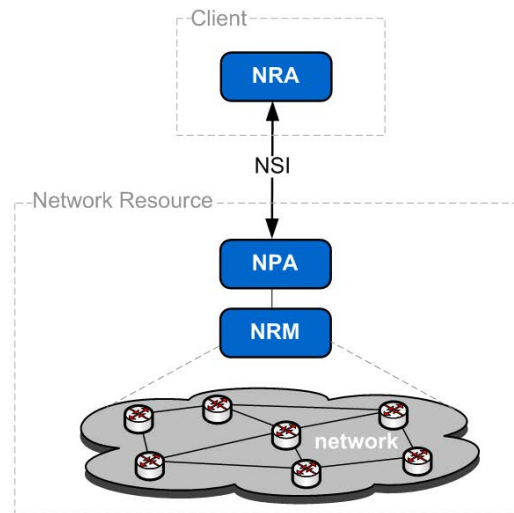 Client
NRA
NSI
Network Resource
NPA
NRM
network